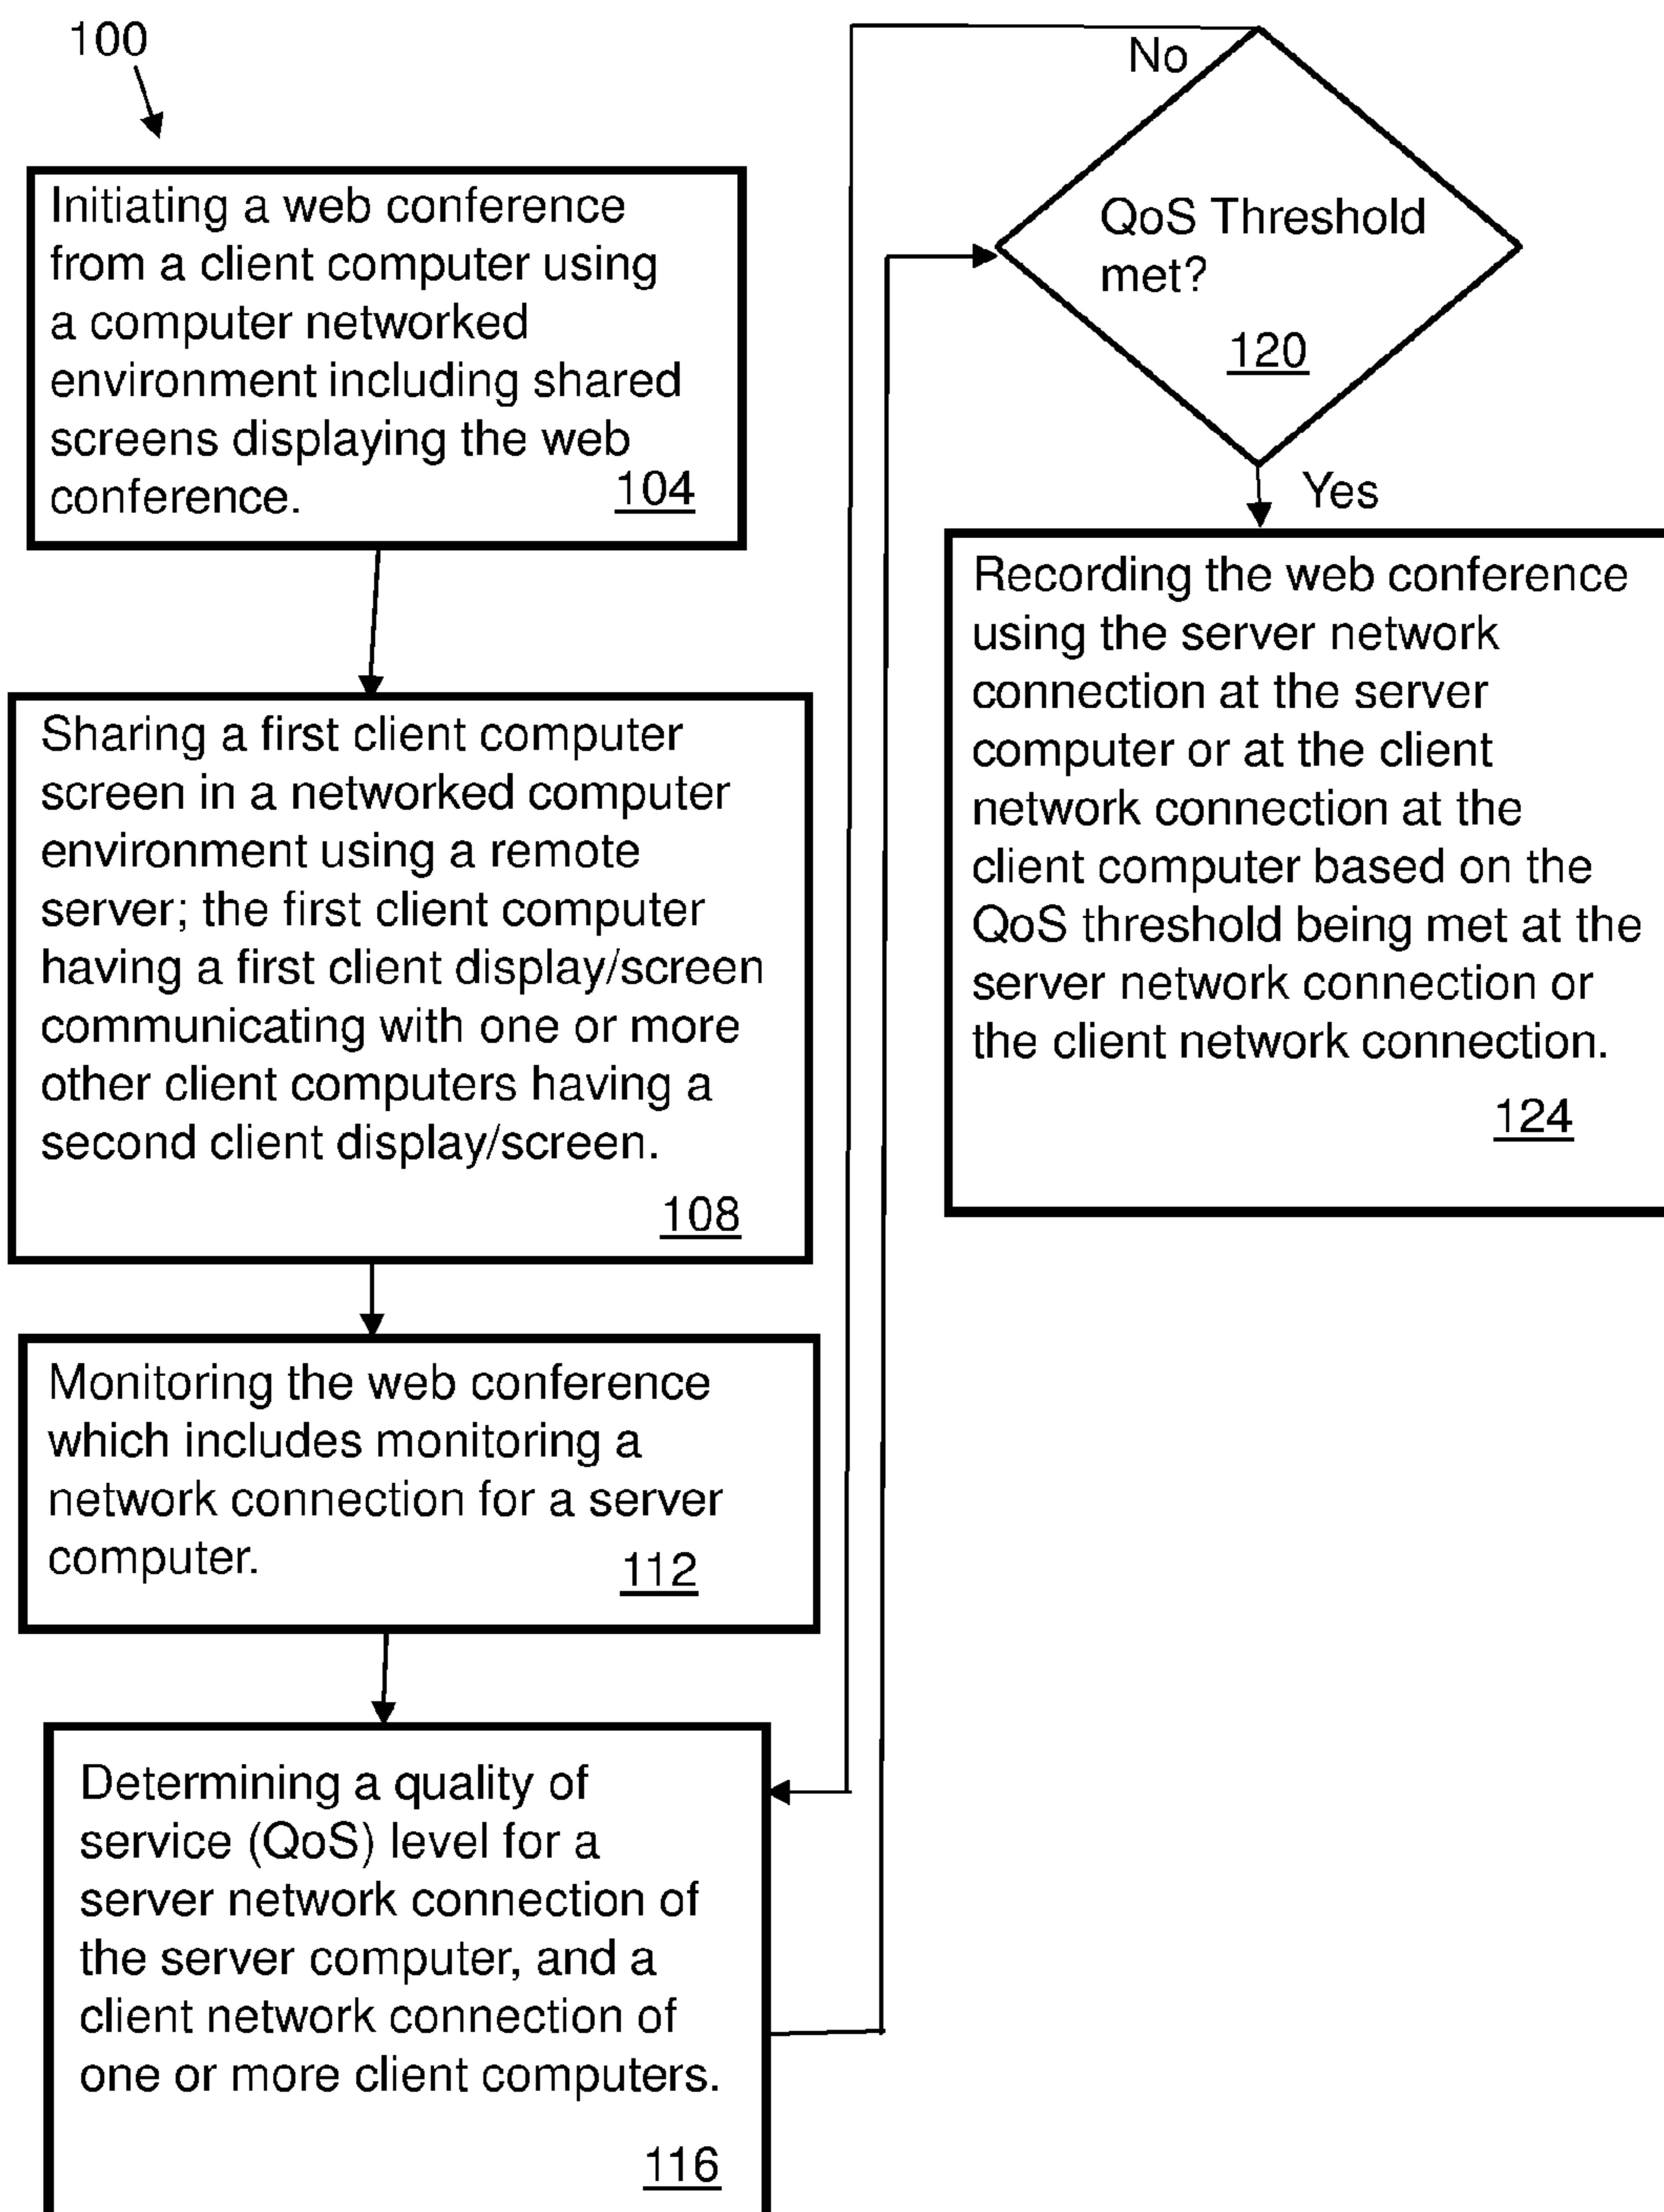 100
Initiating a web conference
from a client computer using
a computer networked
environment including shared
screens displaying the web
conference. 104
Sharing a first client computer
screen in a networked computer
environment using a remote
server; the first client computer
having a first client display/screen
communicating with one or more
other client computers having a
second client display/screen.
108
Monitoring the web conference
which includes monitoring a
network connection for a server
computer. 112
Determining a quality of
service (QoS) level for a
server network connection of
the server computer, and a
client network connection of
one or more client computers.
116
No
QoS Threshold
met?
120
Yes
Recording the web conference
using the server network
connection at the server
computer or at the client
network connection at the
client computer based on the
QoS threshold being met at the
server network connection or
the client network connection.
124